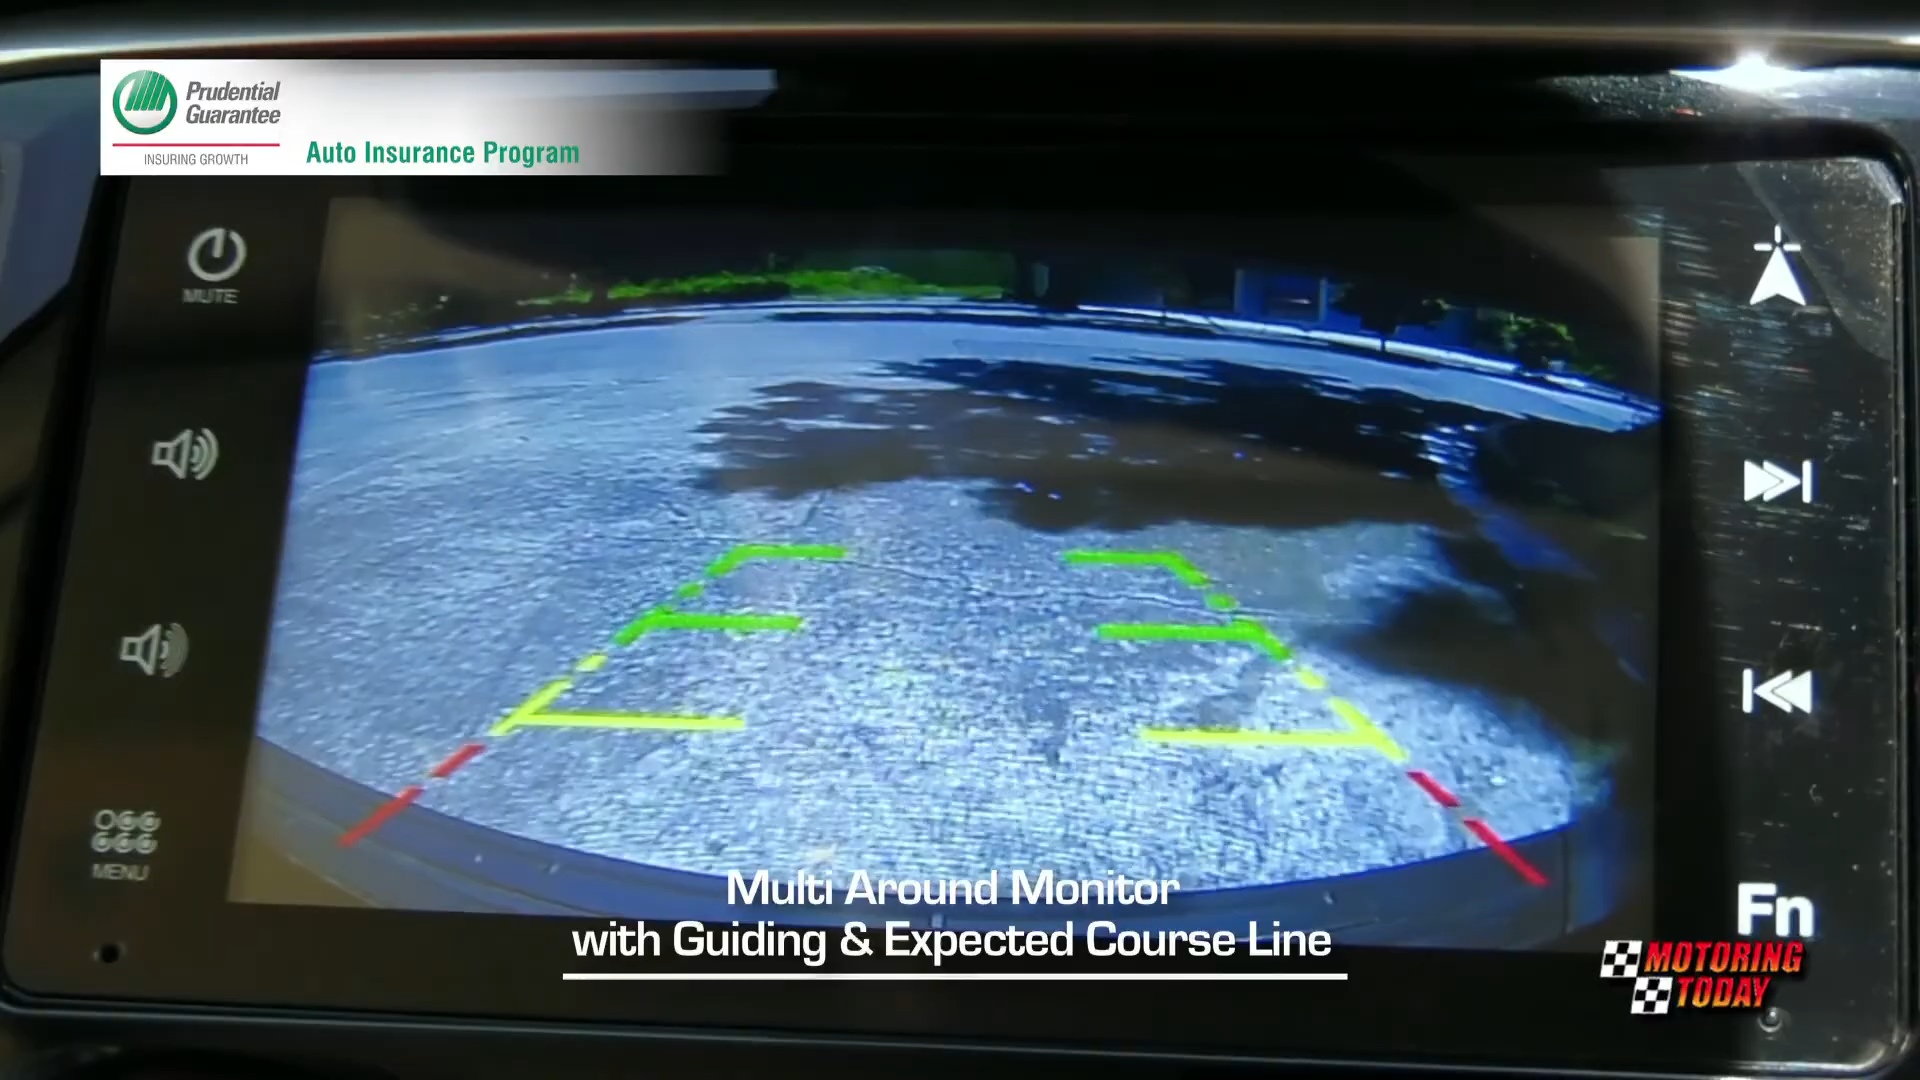 Prudential
Guarantee
INSURING GROWTH
Auto Insurance Program
MUTE
MENU
Fn
Multi Around Monitor
with Guiding & Expected Course Line
MOTORING
TODAY